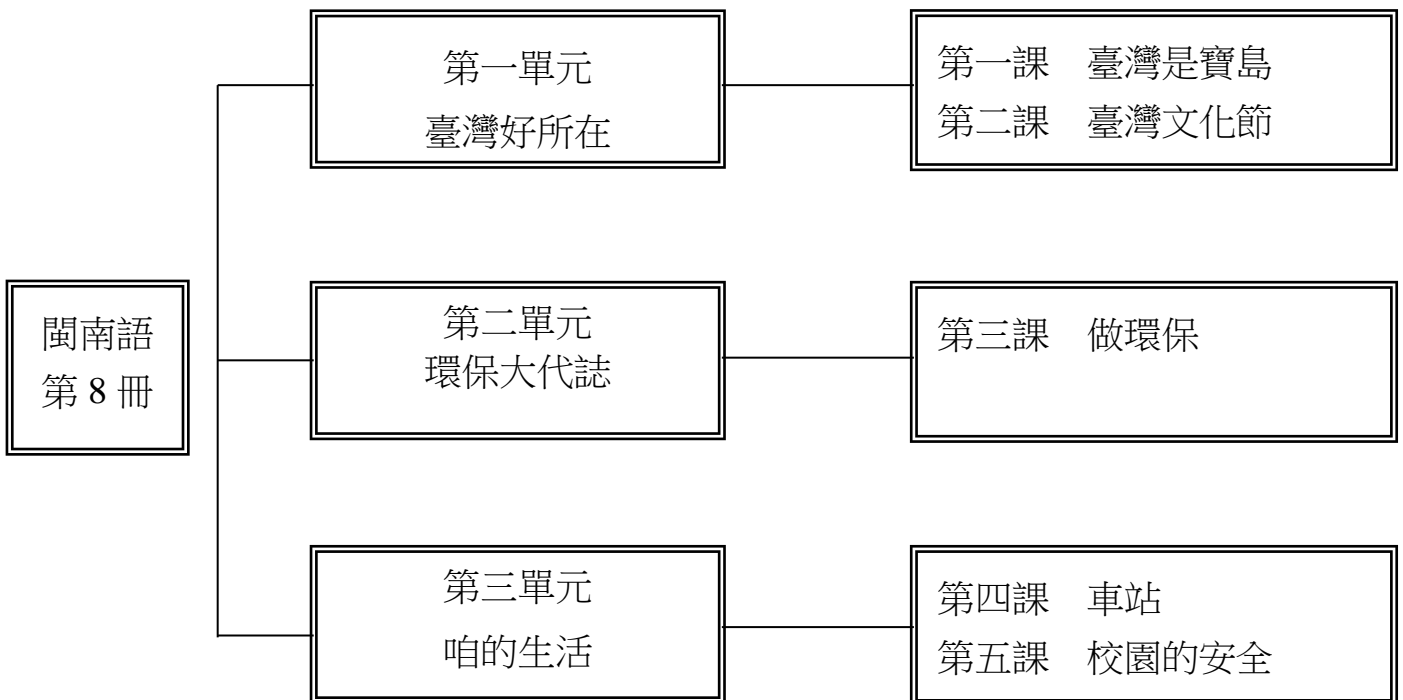 閩南語
第 8 冊
第一單元
臺灣好所在
第一課　臺灣是寶島
第二課　臺灣文化節
第二單元
環保大代誌
第三課　做環保
第三單元
咱的生活
第四課　車站
第五課　校園的安全